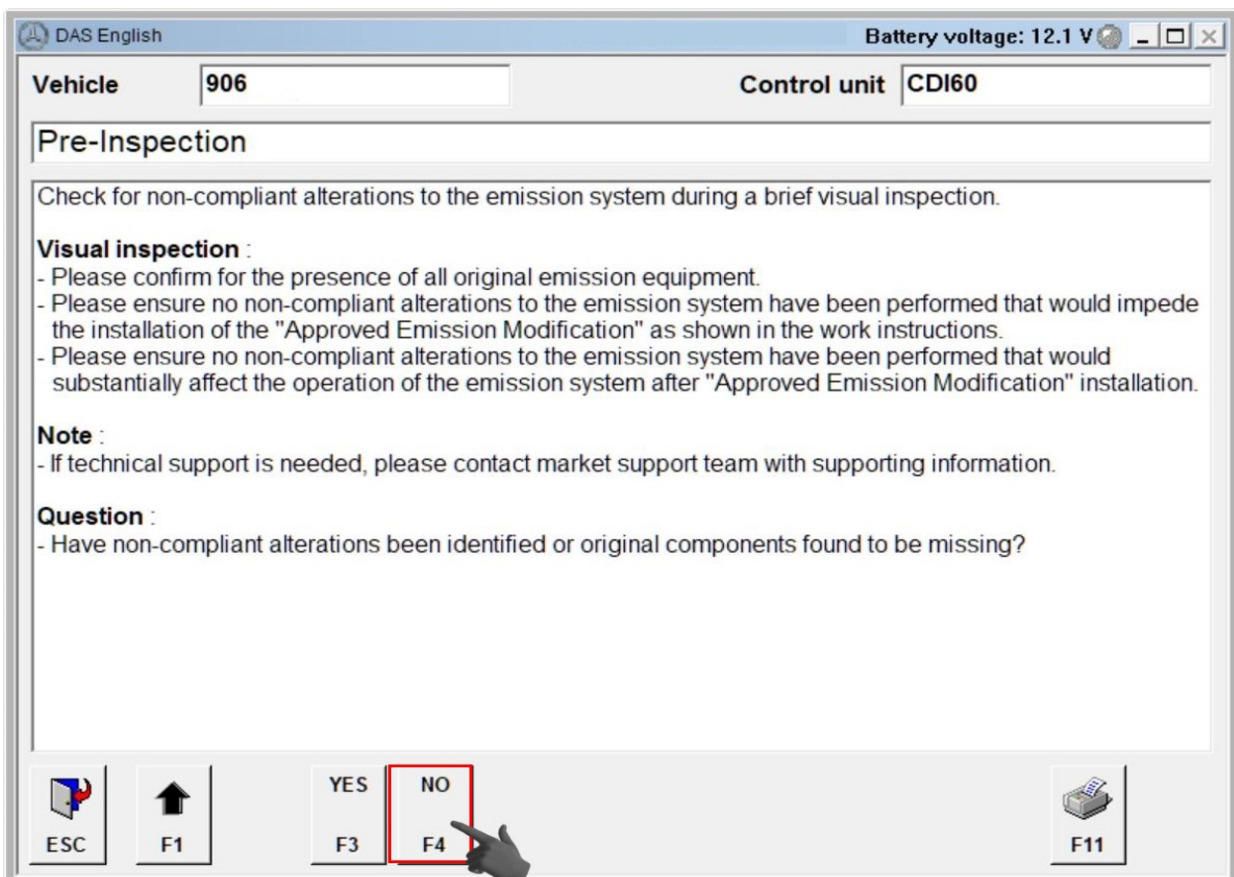 DAS English
Battery voltage: 12.1 V
Vehicle 906
Control unit CDI60
Pre-Inspection
Check for non-compliant alterations to the emission system during a brief visual inspection.
Visual inspection :
- Please confirm for the presence of all original emission equipment.
- Please ensure no non-compliant alterations to the emission system have been performed that would impede
the installation of the "Approved Emission Modification" as shown in the work instructions.
- Please ensure no non-compliant alterations to the emission system have been performed that would
substantially affect the operation of the emission system after "Approved Emission Modification" installation.
Note :
- If technical support is needed, please contact market support team with supporting information.
Question :
- Have non-compliant alterations been identified or original components found to be missing?
YES NO
ESC F1 F3 F4 F11